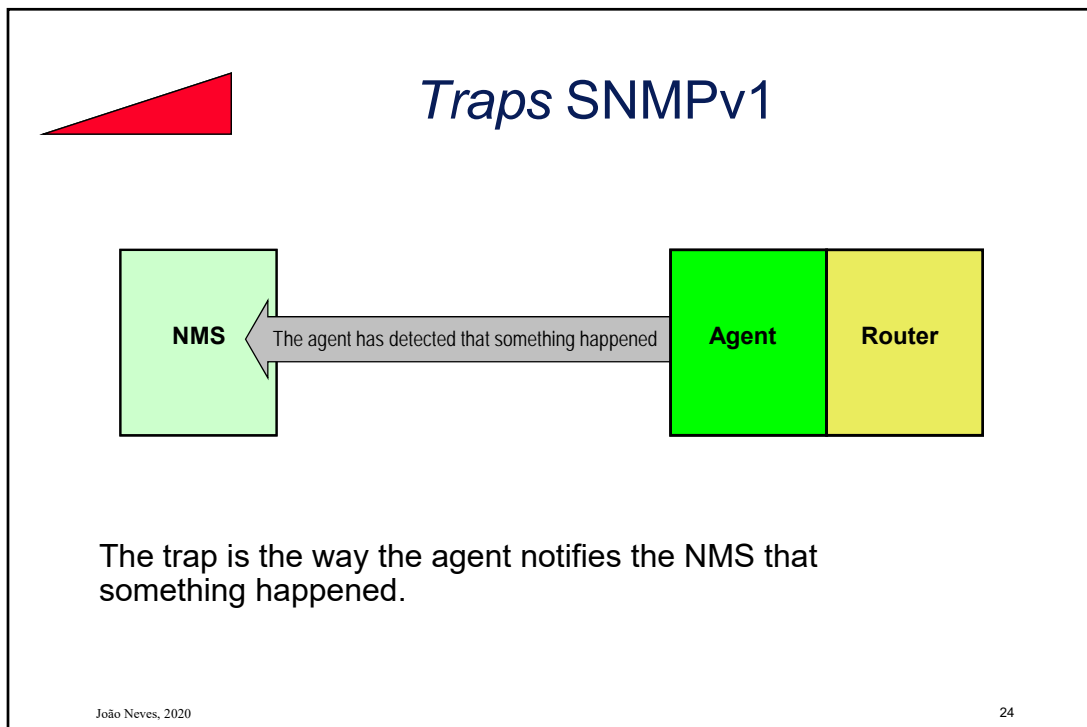 Traps SNMPv1
NMS
The agent has detected that something happened
Agent
Router
The trap is the way the agent notifies the NMS that
something happened.
João Neves, 2020
24